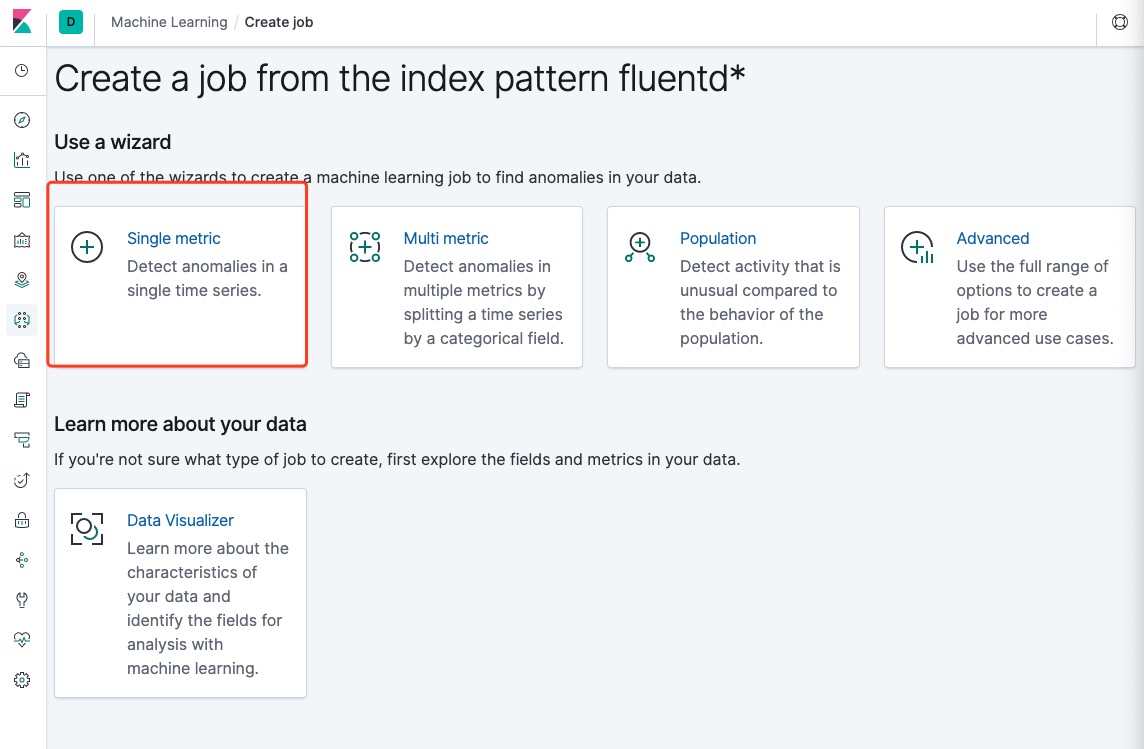 D Machine Learning / Create job
Create a job from the index pattern fluentd*
Use a wizard
Use one of the wizards to create a machine learning job to find anomalies in your data.
Single metric
Detect anomalies in a
single time series.
Multi metric
Detect anomalies in
multiple metrics by
splitting a time series
by a categorical field.
Population
Detect activity that is
unusual compared to
the behavior of the
population.
Advanced
Use the full range of
options to create a
job for more
advanced use cases.
Learn more about your data
If you're not sure what type of job to create, first explore the fields and metrics in your data.
Data Visualizer
Learn more about the
characteristics of
your data and
identify the fields for
analysis with
machine learning.